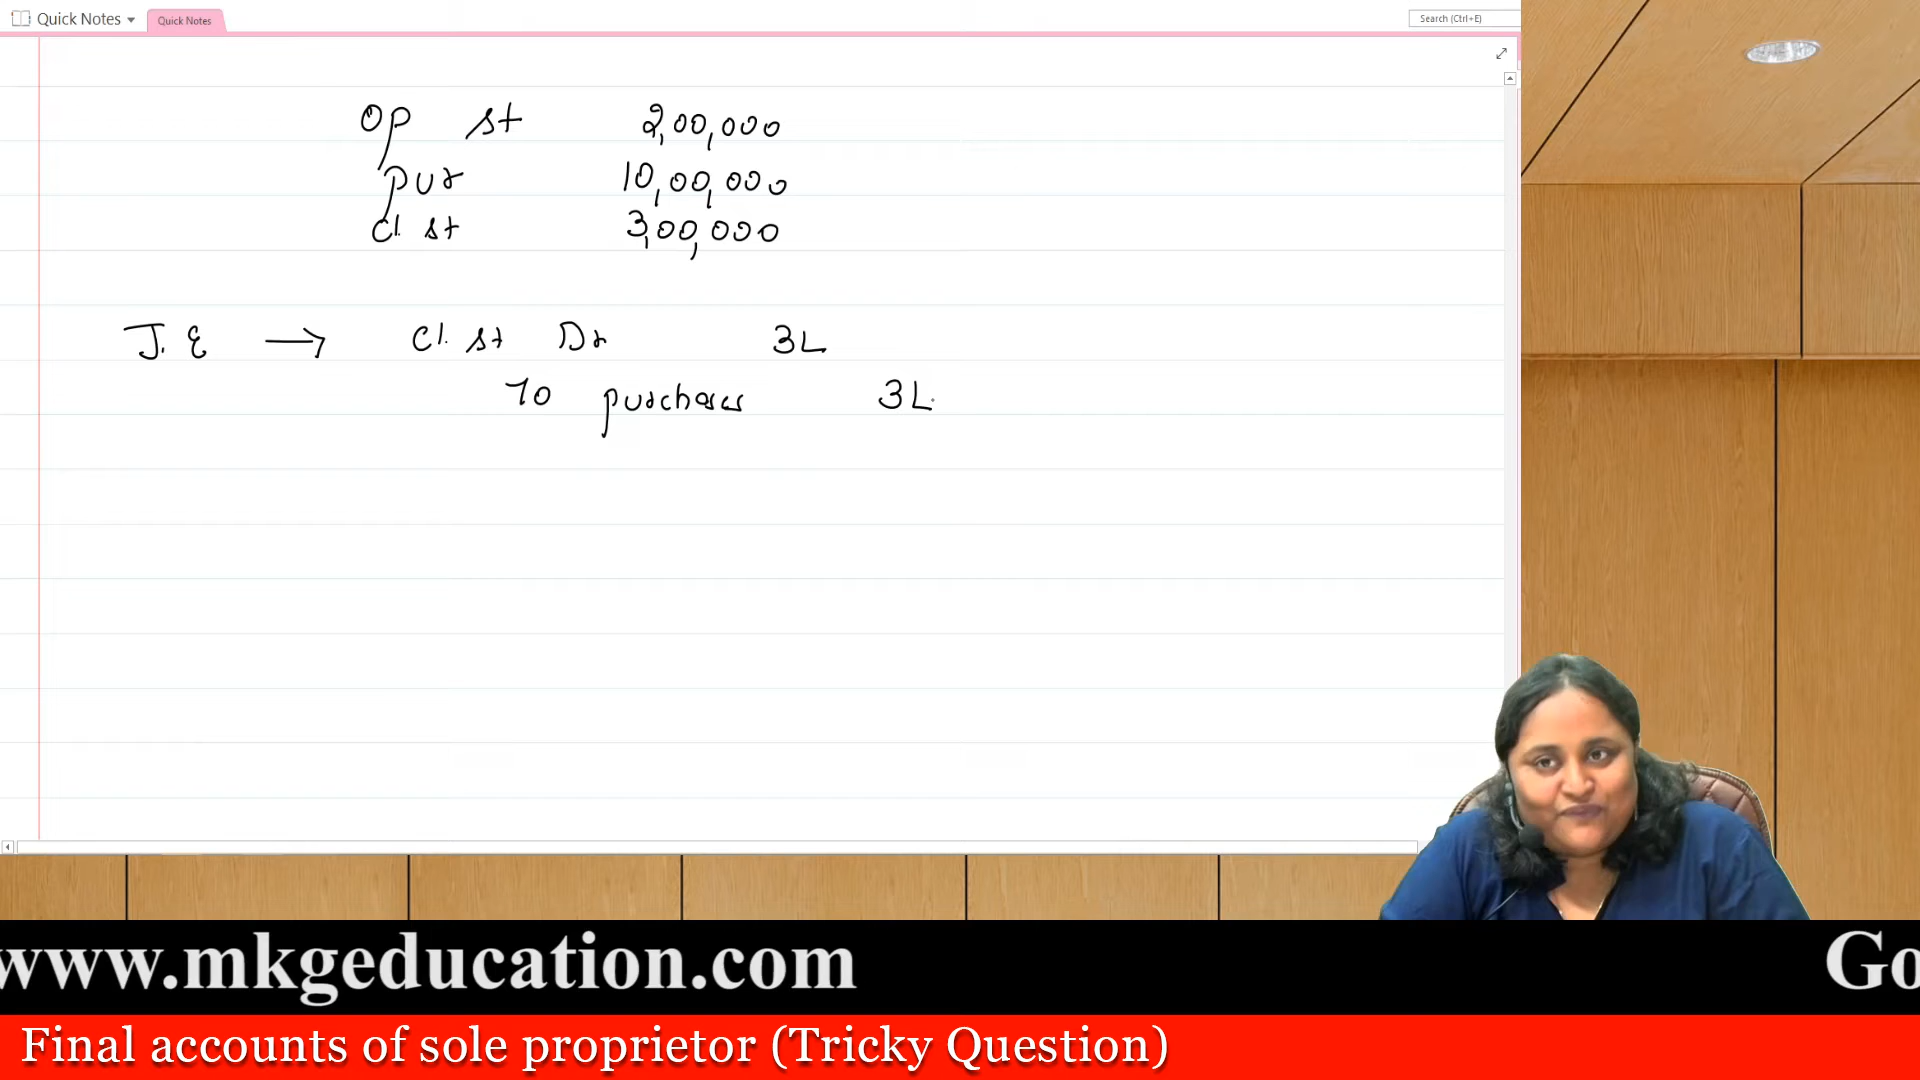 Quick Notes
Quick Notes
Search (Ctrl+E)
Op st 2,00,000
pur 10,00,000
Cl. st 3,00,000
J.E → Cl. st Dr 3L
To purchases 3L
www.mkgeducation.com Go
Final accounts of sole proprietor (Tricky Question)